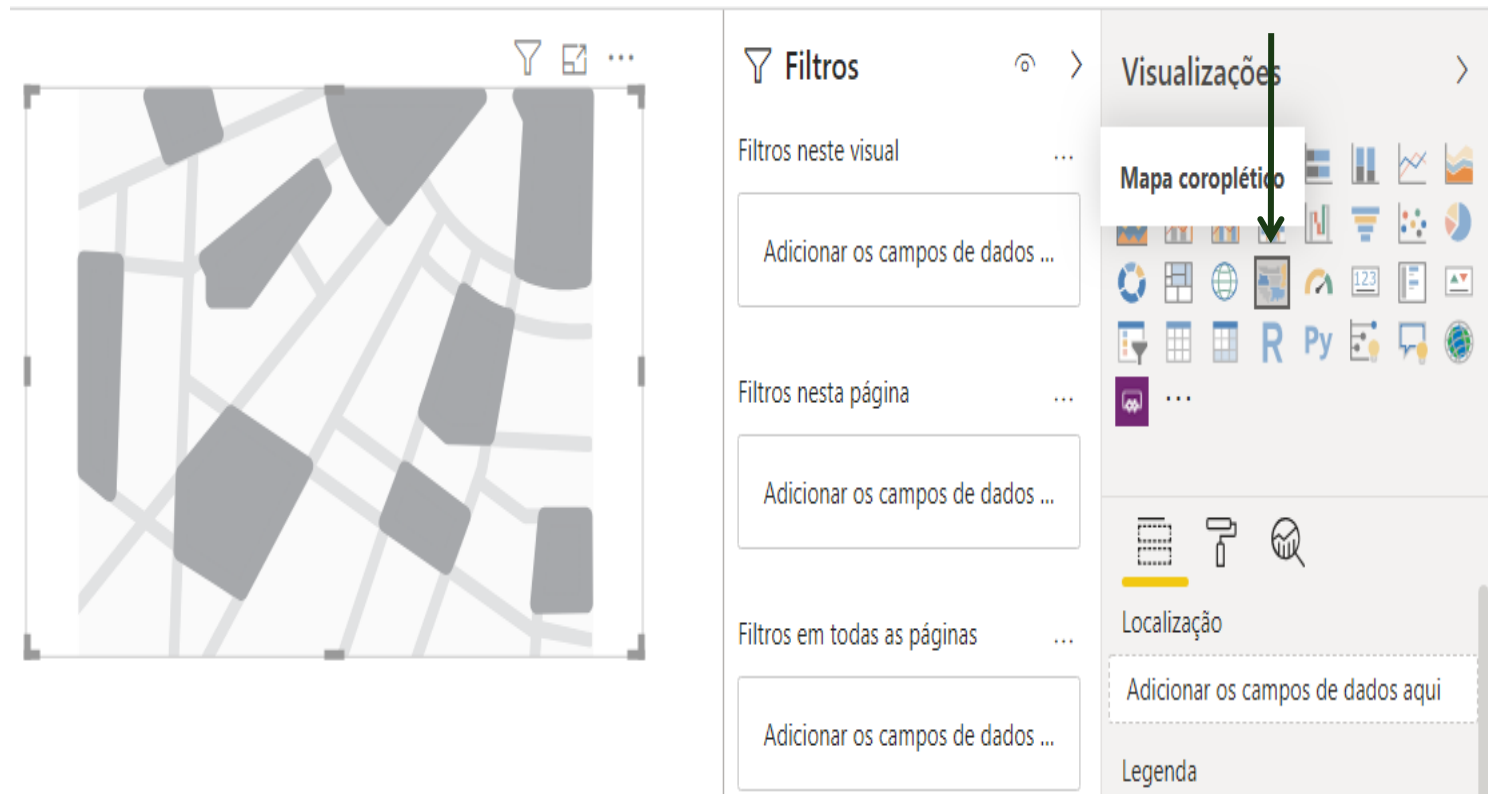 Filtros
Filtros neste visual
...
Adicionar os campos de dados ...
Filtros nesta página
...
Adicionar os campos de dados ...
Filtros em todas as páginas
...
Adicionar os campos de dados ...
Visualizações
Mapa coroplético
123
R
Py
...
Localização
Adicionar os campos de dados aqui
Legenda